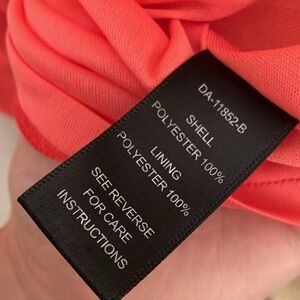 DA-11852-B
SHELL
POLYESTER 100%
LINING
POLYESTER 100%
SEE REVERSE
FOR CARE
INSTRUCTIONS